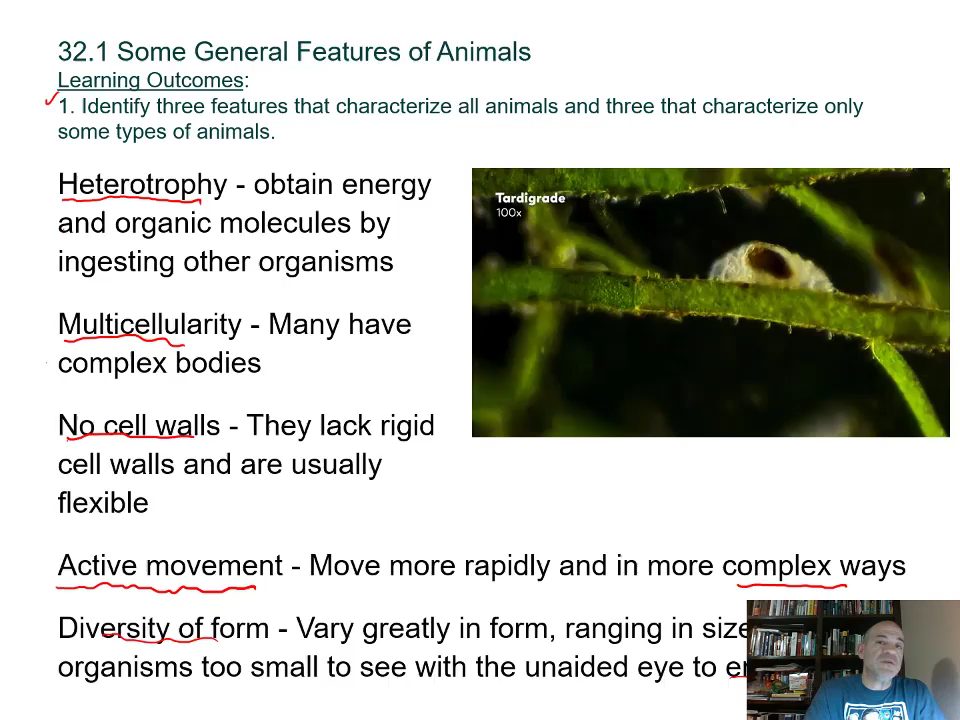 32.1 Some General Features of Animals
Learning Outcomes:
1. Identify three features that characterize all animals and three that characterize only
some types of animals.
Heterotrophy - obtain energy
and organic molecules by
ingesting other organisms
Tardigrade
100x
Multicellularity - Many have
complex bodies
No cell walls - They lack rigid
cell walls and are usually
flexible
Active movement - Move more rapidly and in more complex ways
Diversity of form - Vary greatly in form, ranging in size
organisms too small to see with the unaided eye to